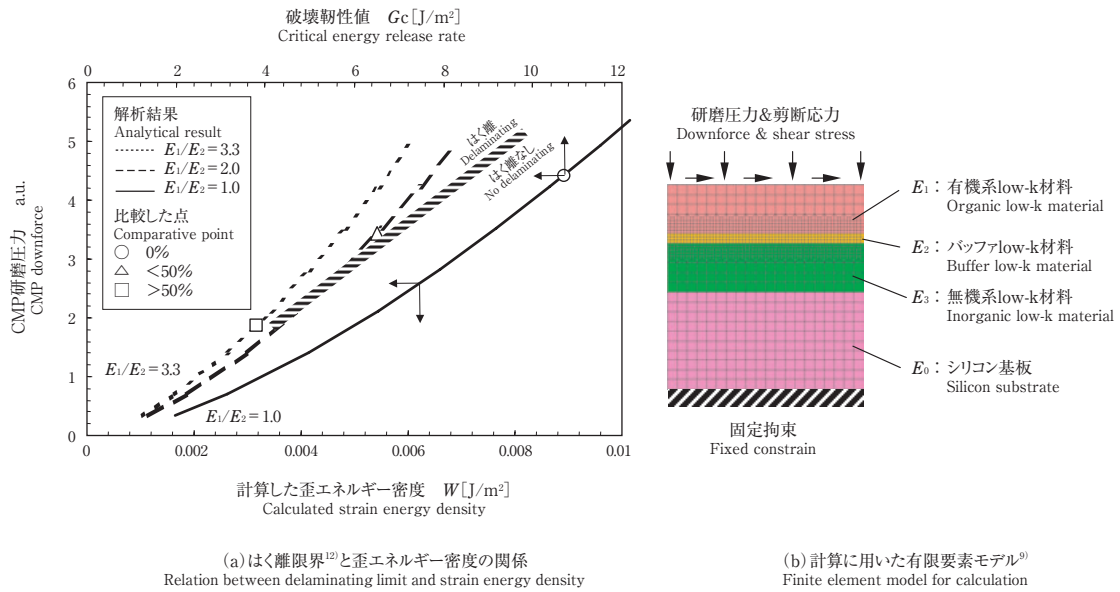 破壊靭性値 Gc[J/m²]
Critical energy release rate
0 2 4 6 8 10 12
6
5
4
3
2
1
0
CMP研磨圧力 a.u.
CMP downforce
解析結果
Analytical result
E1/E2=3.3
E1/E2=2.0
E1/E2=1.0
比較した点
Comparative point
0%
<50%
>50%
はく離
Delaminating
はく離なし
No delaminating
E1/E2=3.3
E1/E2=1.0
0 0.002 0.004 0.006 0.008 0.01
計算した歪エネルギー密度 W[J/m²]
Calculated strain energy density
(a)はく離限界¹²⁾と歪エネルギー密度の関係
Relation between delaminating limit and strain energy density
研磨圧力&剪断応力
Downforce & shear stress
E1：有機系low-k材料
Organic low-k material
E2：バッファlow-k材料
Buffer low-k material
E3：無機系low-k材料
Inorganic low-k material
E0：シリコン基板
Silicon substrate
固定拘束
Fixed constrain
(b)計算に用いた有限要素モデル⁹⁾
Finite element model for calculation